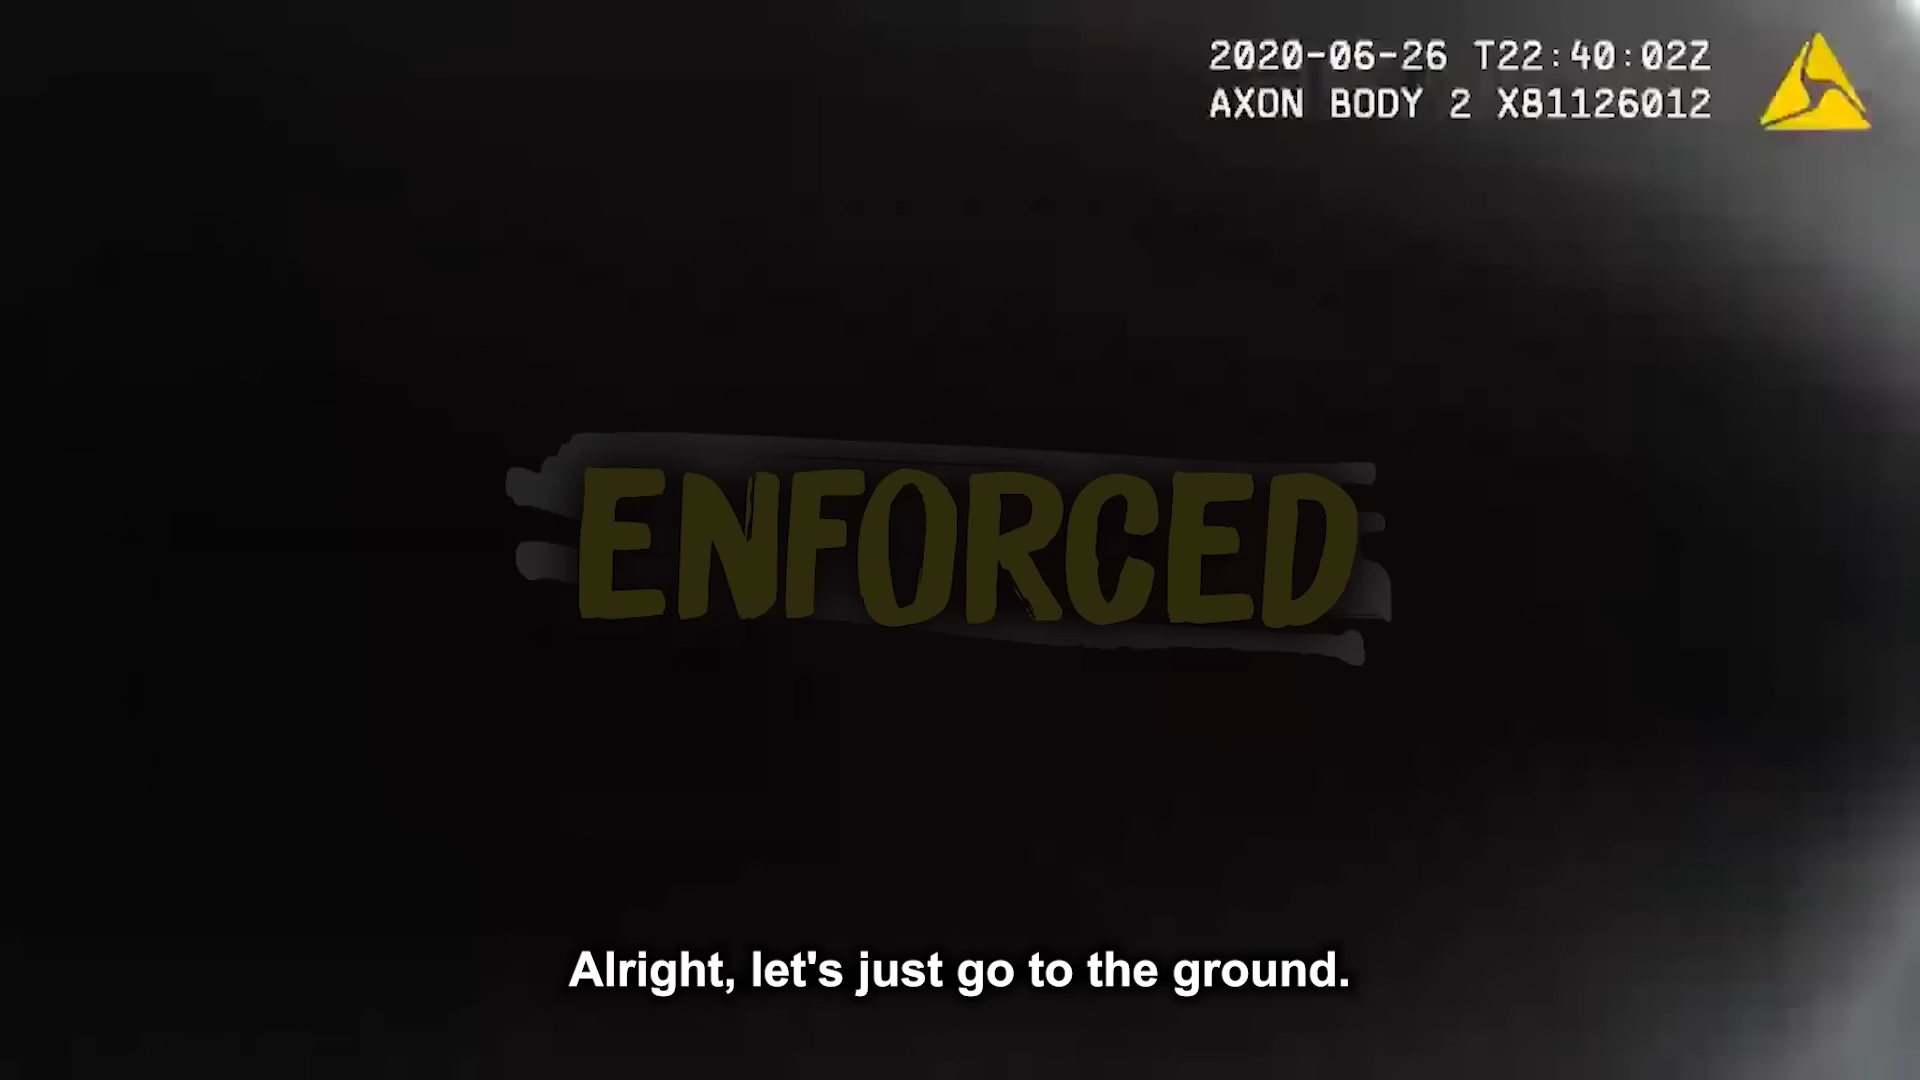 2020-06-26 T22:40:02Z
AXON BODY 2 X81126012
ENFORCED
Alright, let's just go to the ground.